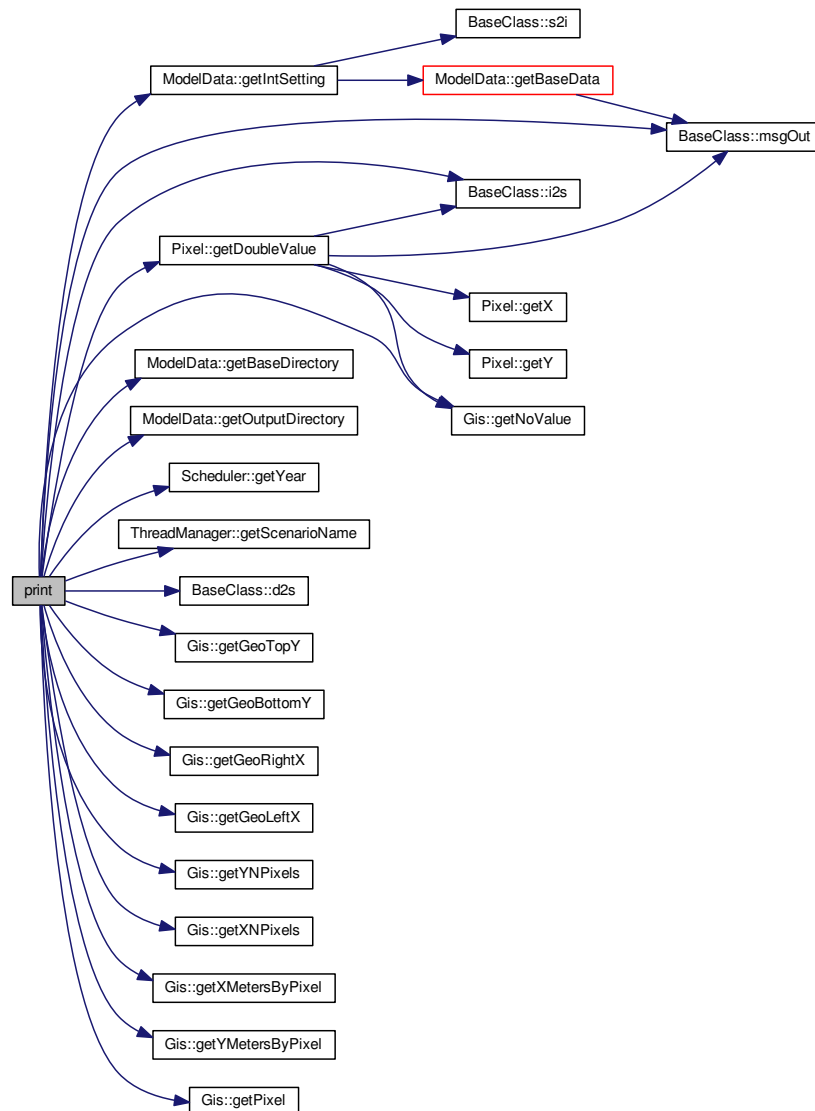 BaseClass::s2i
ModelData::getIntSetting
ModelData::getBaseData
BaseClass::msgOut
BaseClass::i2s
Pixel::getDoubleValue
Pixel::getX
Pixel::getY
ModelData::getBaseDirectory
ModelData::getOutputDirectory
Gis::getNoValue
Scheduler::getYear
ThreadManager::getScenarioName
print
BaseClass::d2s
Gis::getGeoTopY
Gis::getGeoBottomY
Gis::getGeoRightX
Gis::getGeoLeftX
Gis::getYNPixels
Gis::getXNPixels
Gis::getXMetersByPixel
Gis::getYMetersByPixel
Gis::getPixel